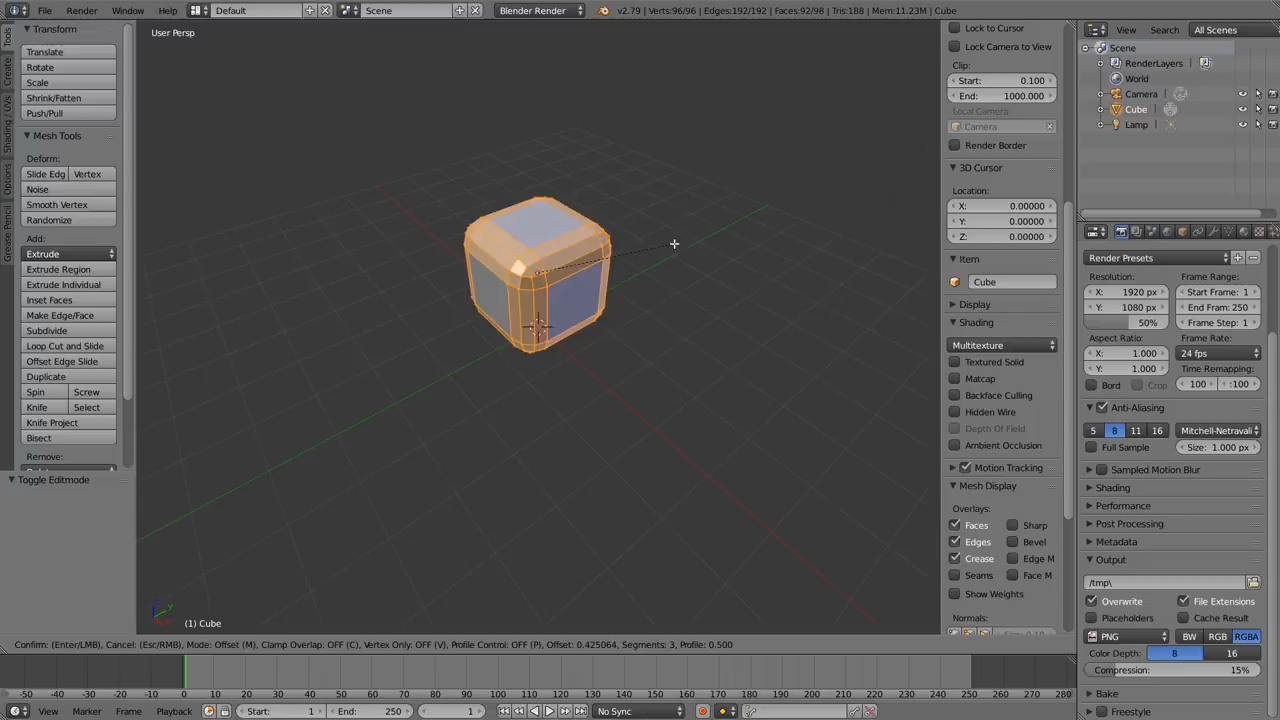 File Render Window Help Default Scene Blender Render v2.79 | Verts:96/96 | Edges:192/192 | Faces:92/98 | Tris:188 | Mem:11.23M | Cube
Tools
Create
Shading / UVs
Options
Grease Pencil
Transform
Translate
Rotate
Scale
Shrink/Fatten
Push/Pull
Mesh Tools
Deform:
Slide Edg Vertex
Noise
Smooth Vertex
Randomize
Add:
Extrude
Extrude Region
Extrude Individual
Inset Faces
Make Edge/Face
Subdivide
Loop Cut and Slide
Offset Edge Slide
Duplicate
Spin Screw
Knife Select
Knife Project
Bisect
Remove:
Toggle Editmode
User Persp
(1) Cube
Lock to Cursor
Lock Camera to View
Clip:
Start: 0.100
End: 1000.000
Local Camera:
Camera
Render Border
3D Cursor
Location:
X: 0.00000
Y: 0.00000
Z: 0.00000
Item
Cube
Display
Shading
Multitexture
Textured Solid
Matcap
Backface Culling
Hidden Wire
Depth Of Field
Ambient Occlusion
Motion Tracking
Mesh Display
Overlays:
Faces Sharp
Edges Bevel
Crease Edge M
Seams Face M
Show Weights
Normals:
View Search All Scenes
Scene
RenderLayers
World
Camera
Cube
Lamp
Render Presets
Resolution: Frame Range:
X: 1920 px Start Frame: 1
Y: 1080 px End Fram: 250
50% Frame Step: 1
Aspect Ratio: Frame Rate:
X: 1.000 24 fps
Y: 1.000 Time Remapping:
Bord Crop 100 :100
Anti-Aliasing
5 8 11 16 Mitchell-Netravali
Full Sample Size: 1.000 px
Sampled Motion Blur
Shading
Performance
Post Processing
Metadata
Output
/tmp\
Overwrite File Extensions
Placeholders Cache Result
PNG BW RGB RGBA
Color Depth: 8 16
Compression: 15%
Bake
Freestyle
Confirm: (Enter/LMB), Cancel: (Esc/RMB), Mode: Offset (M), Clamp Overlap: OFF (C), Vertex Only: OFF (V), Profile Control: OFF (P), Offset: 0.425064, Segments: 3, Profile: 0.500
-50 -40 -30 -20 -10 0 10 20 30 40 50 60 70 80 90 100 110 120 130 140 150 160 170 180 190 200 210 220 230 240 250 260 270 280
View Marker Frame Playback Start: 1 End: 250 1 No Sync